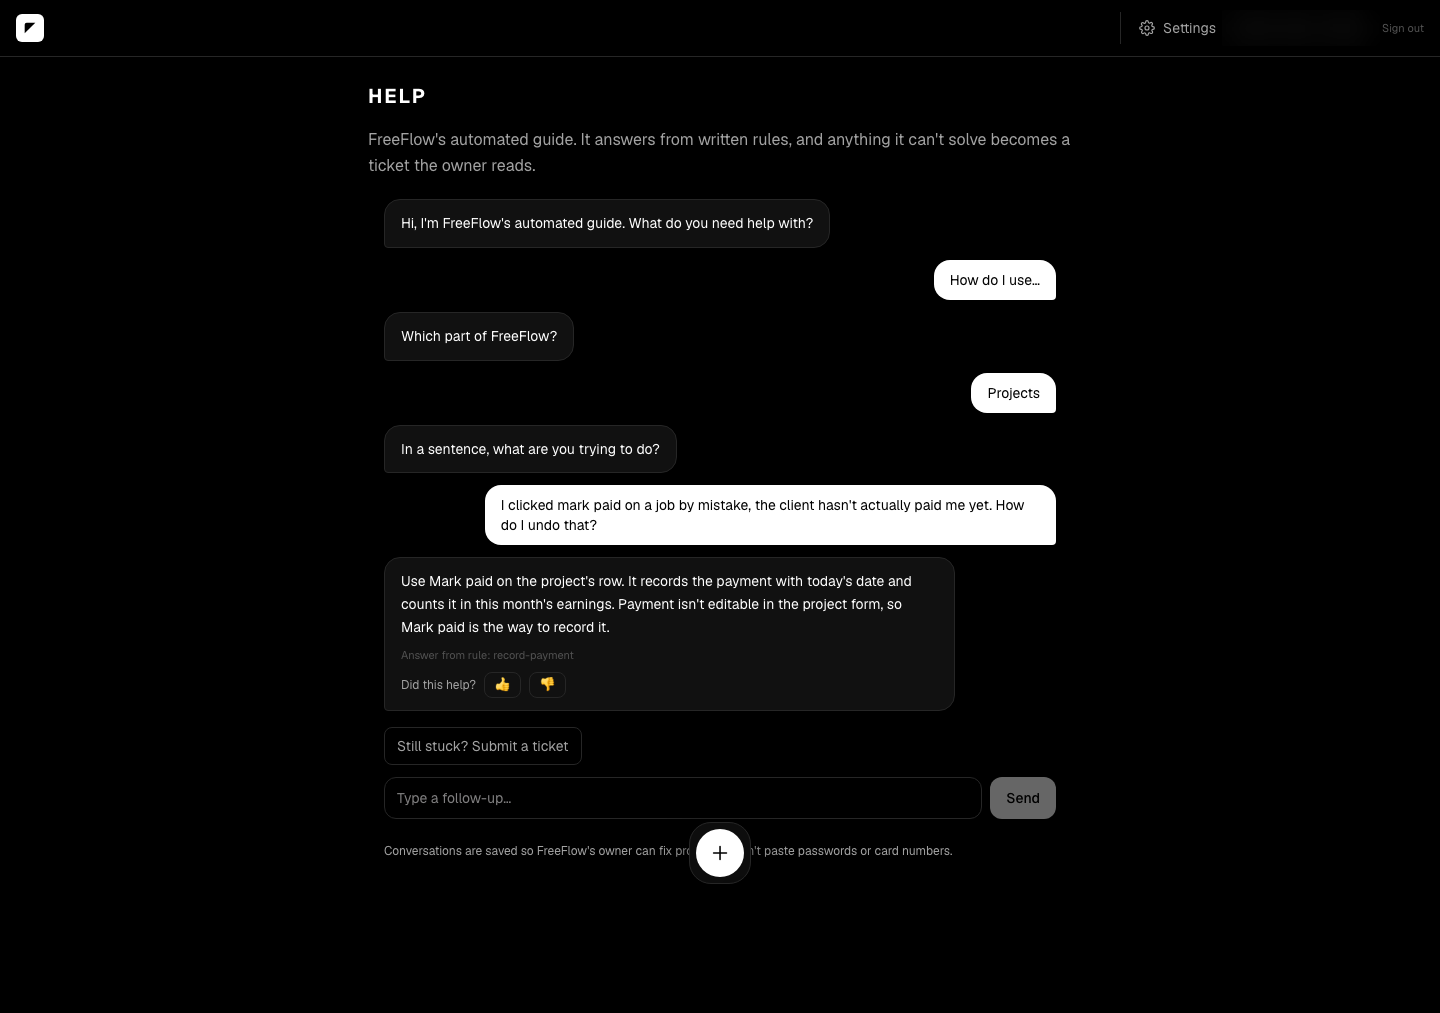 Settings
Sign out
HELP
FreeFlow's automated guide. It answers from written rules, and anything it can't solve becomes a
ticket the owner reads.
Hi, I'm FreeFlow's automated guide. What do you need help with?
How do I use…
Which part of FreeFlow?
Projects
In a sentence, what are you trying to do?
I clicked mark paid on a job by mistake, the client hasn't actually paid me yet. How
do I undo that?
Use Mark paid on the project's row. It records the payment with today's date and
counts it in this month's earnings. Payment isn't editable in the project form, so
Mark paid is the way to record it.
Answer from rule: record-payment
Did this help? 👍 👎
Still stuck? Submit a ticket
Type a follow-up…
Send
Conversations are saved so FreeFlow's owner can fix paste passwords or card numbers.